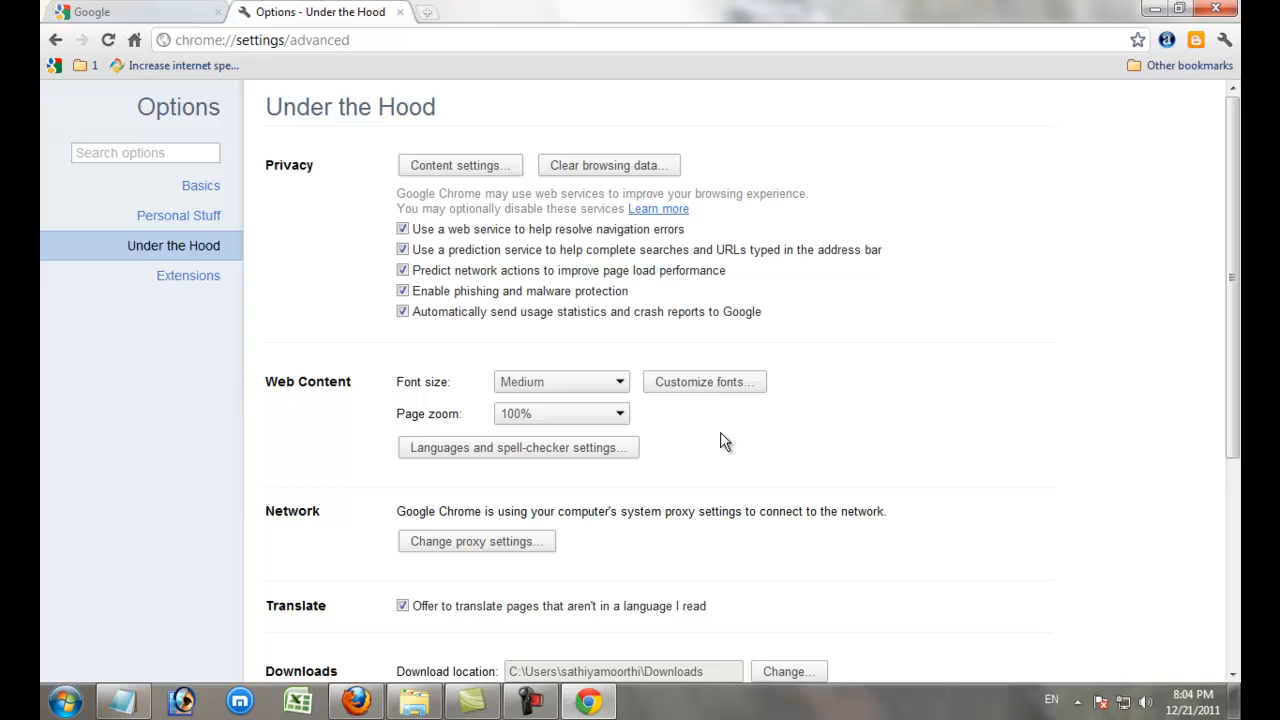 Google
Options - Under the Hood
chrome://settings/advanced
1
Increase internet spe...
Other bookmarks
Options
Search options
Basics
Personal Stuff
Under the Hood
Extensions
Under the Hood
Privacy
Content settings...
Clear browsing data...
Google Chrome may use web services to improve your browsing experience.
You may optionally disable these services Learn more
Use a web service to help resolve navigation errors
Use a prediction service to help complete searches and URLs typed in the address bar
Predict network actions to improve page load performance
Enable phishing and malware protection
Automatically send usage statistics and crash reports to Google
Web Content
Font size:
Medium
Customize fonts...
Page zoom:
100%
Languages and spell-checker settings...
Network
Google Chrome is using your computer's system proxy settings to connect to the network.
Change proxy settings...
Translate
Offer to translate pages that aren't in a language I read
Downloads
Download location:
C:\Users\sathiyamoorthi\Downloads
Change...
EN
8:04 PM
12/21/2011